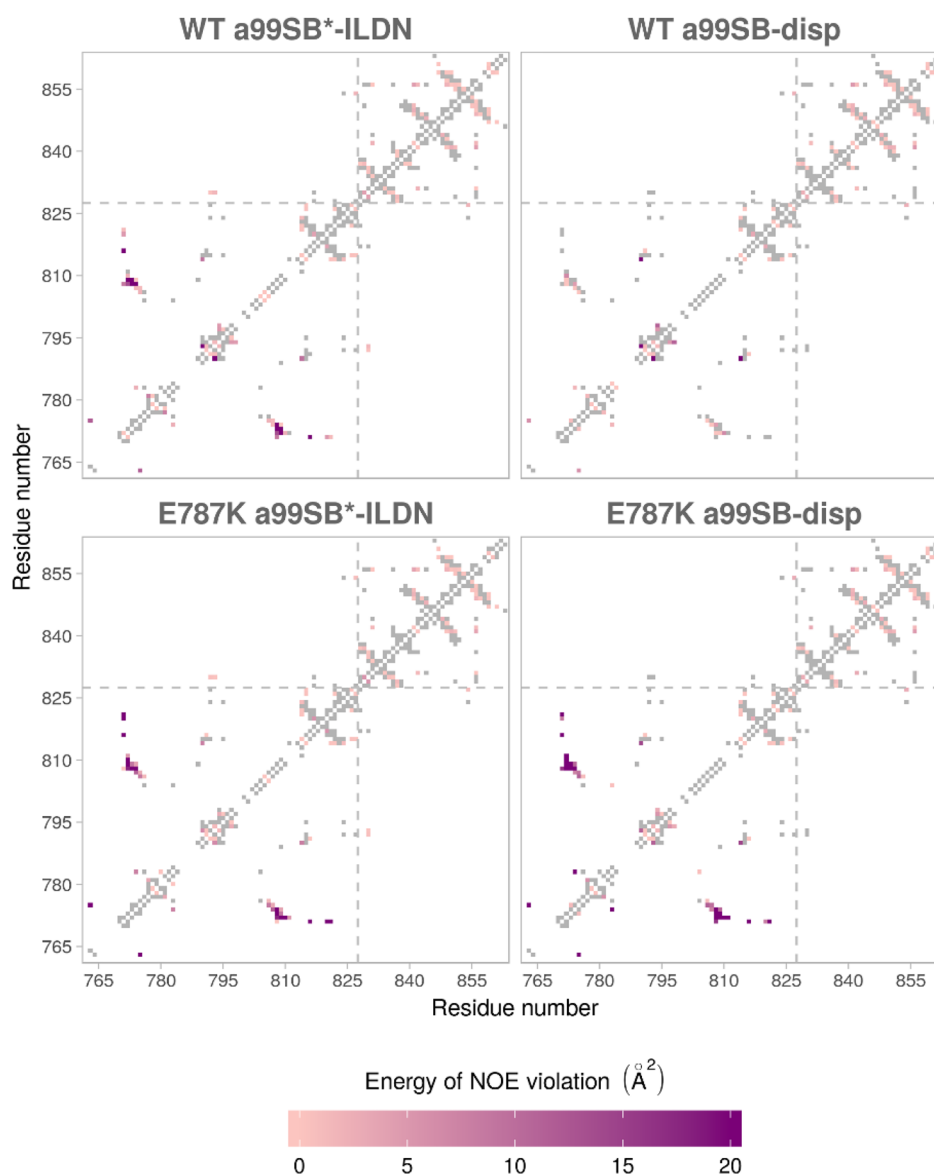 WT a99SB*-ILDN
WT a99SB-disp
855
840
825
810
795
780
765
E787K a99SB*-ILDN
E787K a99SB-disp
855
840
825
810
795
780
765
Residue number
765 780 795 810 825 840 855
765 780 795 810 825 840 855
Residue number
Energy of NOE violation (Å²)
0 5 10 15 20